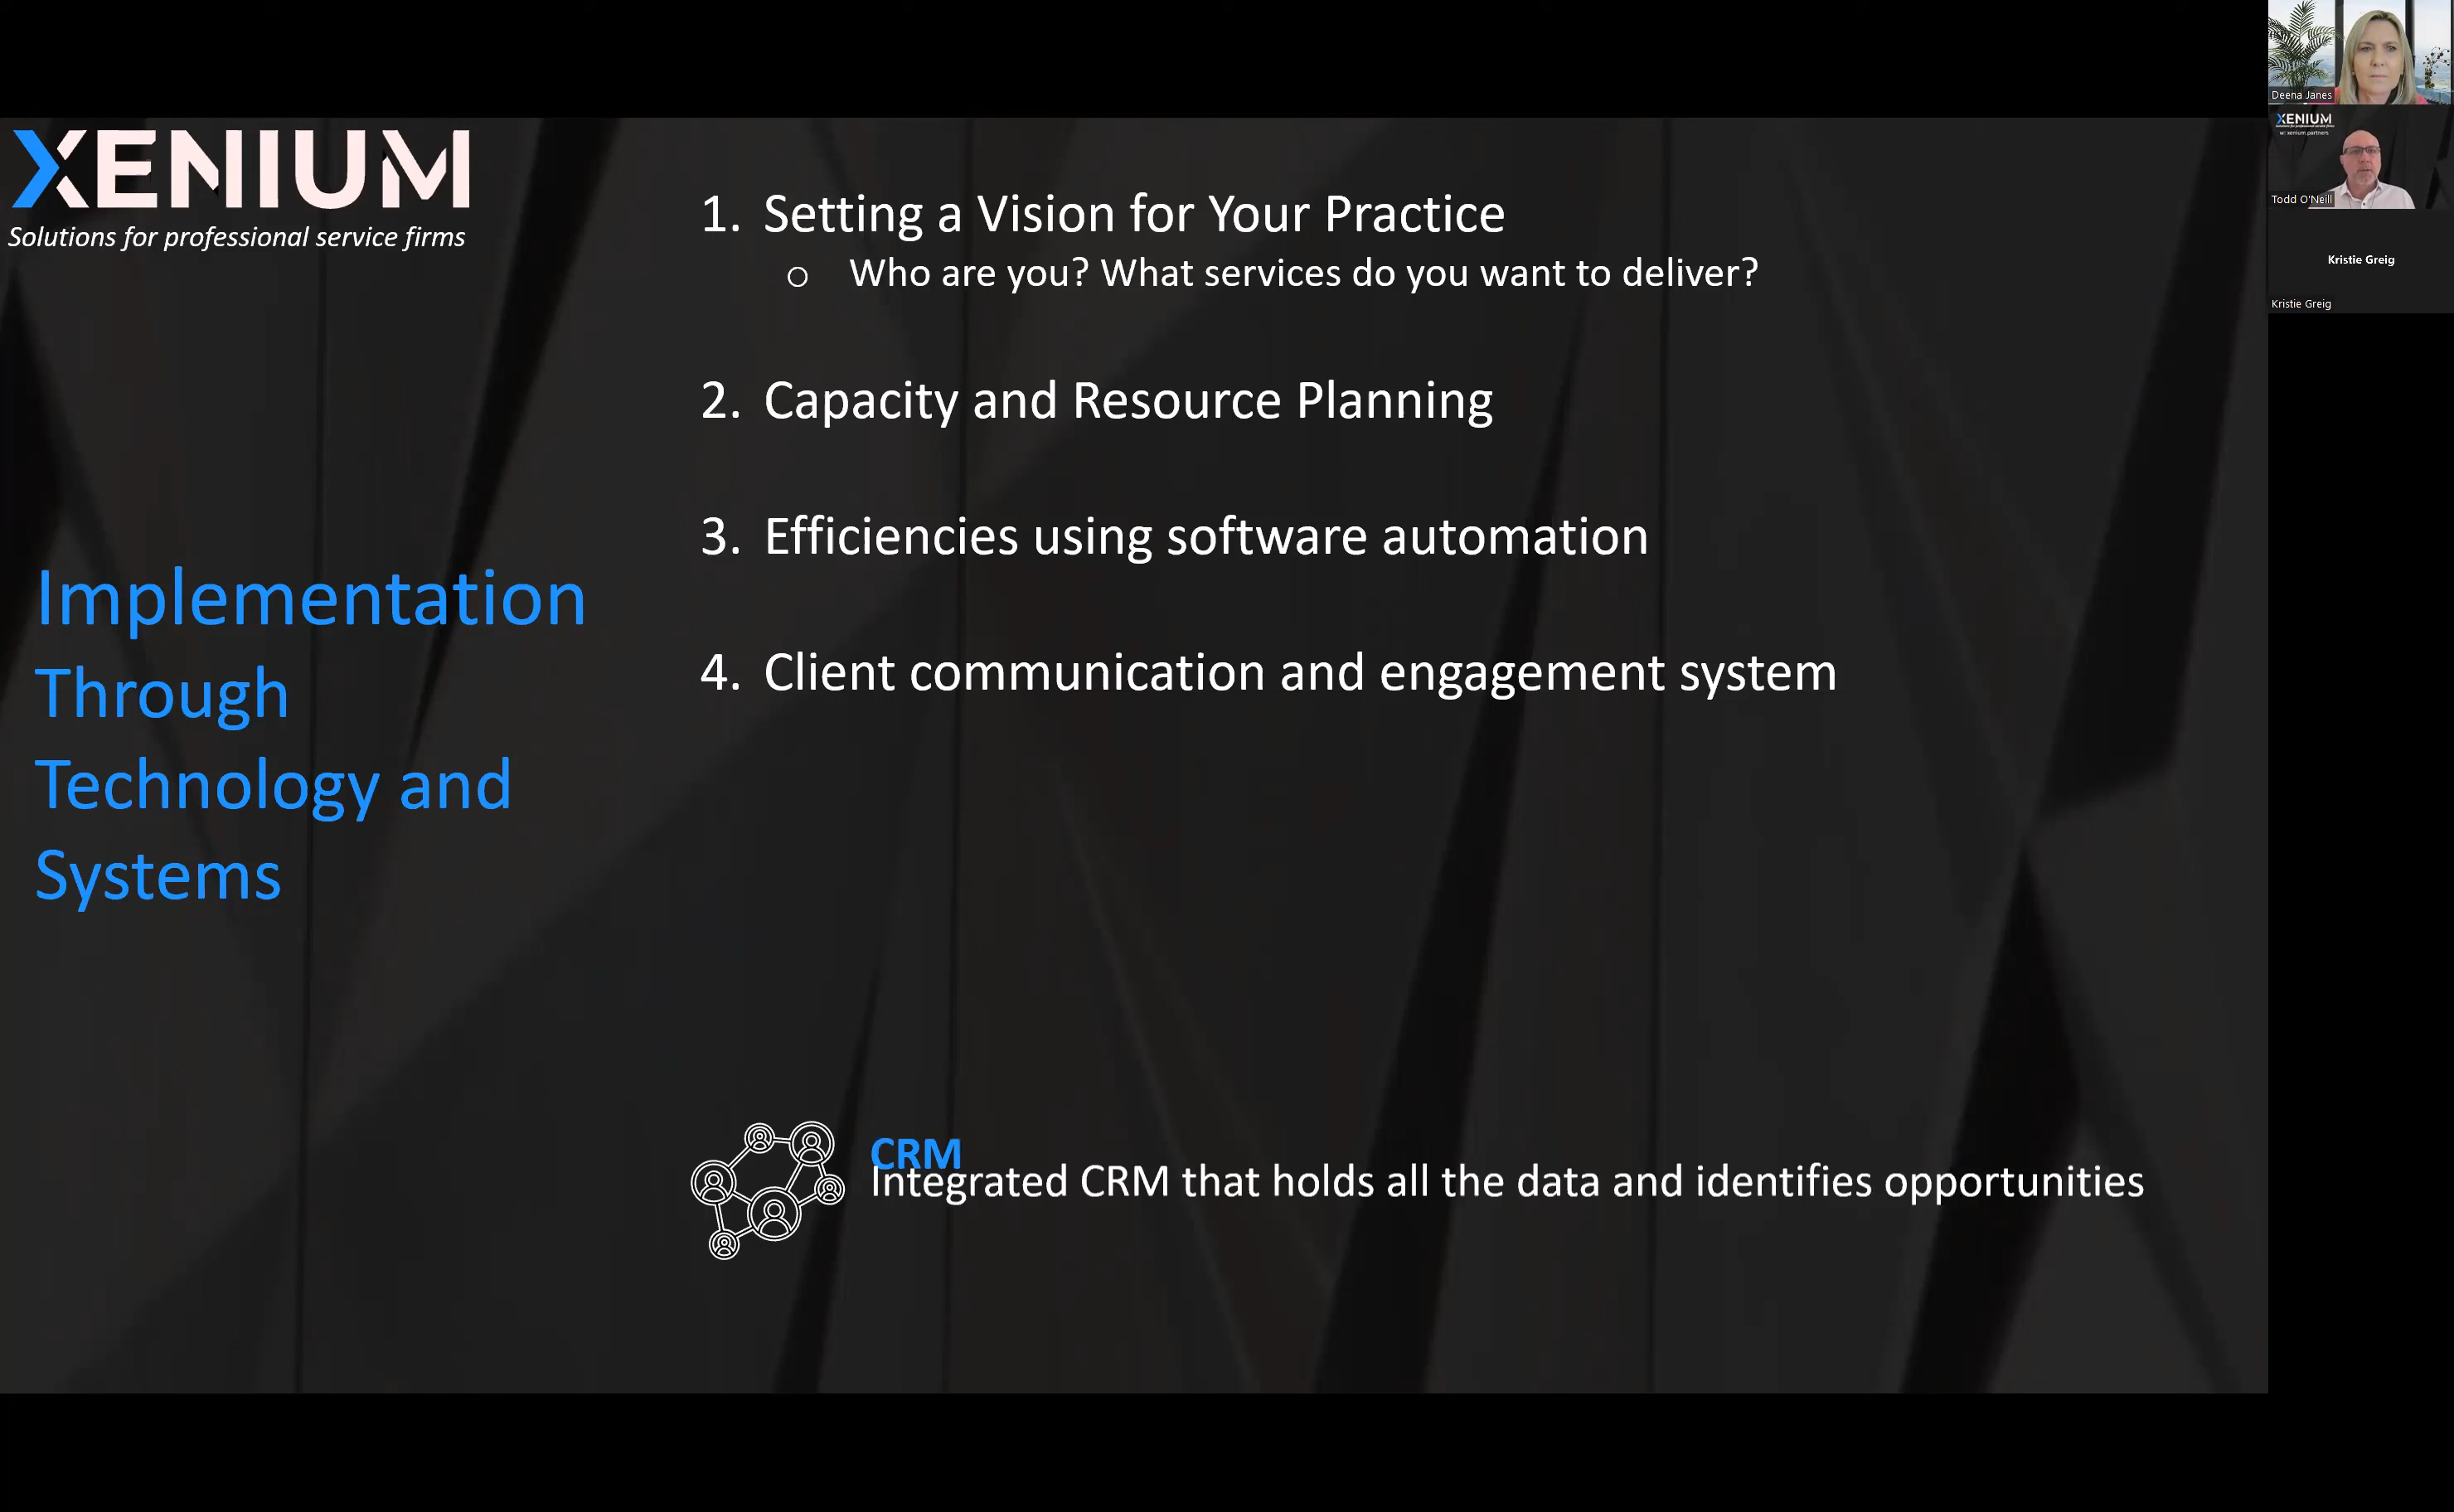 XENIUM
Solutions for professional service firms
Implementation
Through
Technology and
Systems
1. Setting a Vision for Your Practice
o Who are you? What services do you want to deliver?
2. Capacity and Resource Planning
3. Efficiencies using software automation
4. Client communication and engagement system
CRM
Integrated CRM that holds all the data and identifies opportunities
Deena Janes
XENIUM
w: xenium partners
Todd O'Neill
Kristie Greig
Kristie Greig